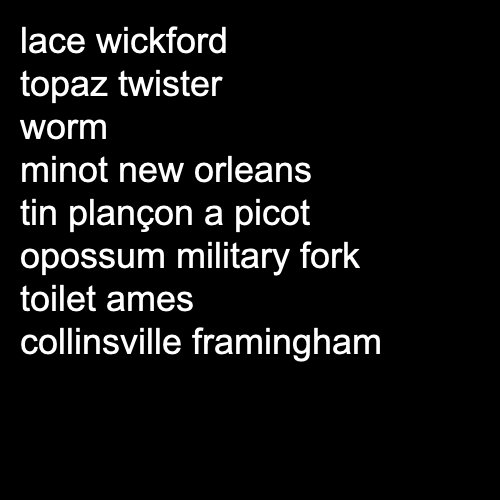 lace wickford
topaz twister
worm
minot new orleans
tin plançon a picot
opossum military fork
toilet ames
collinsville framingham